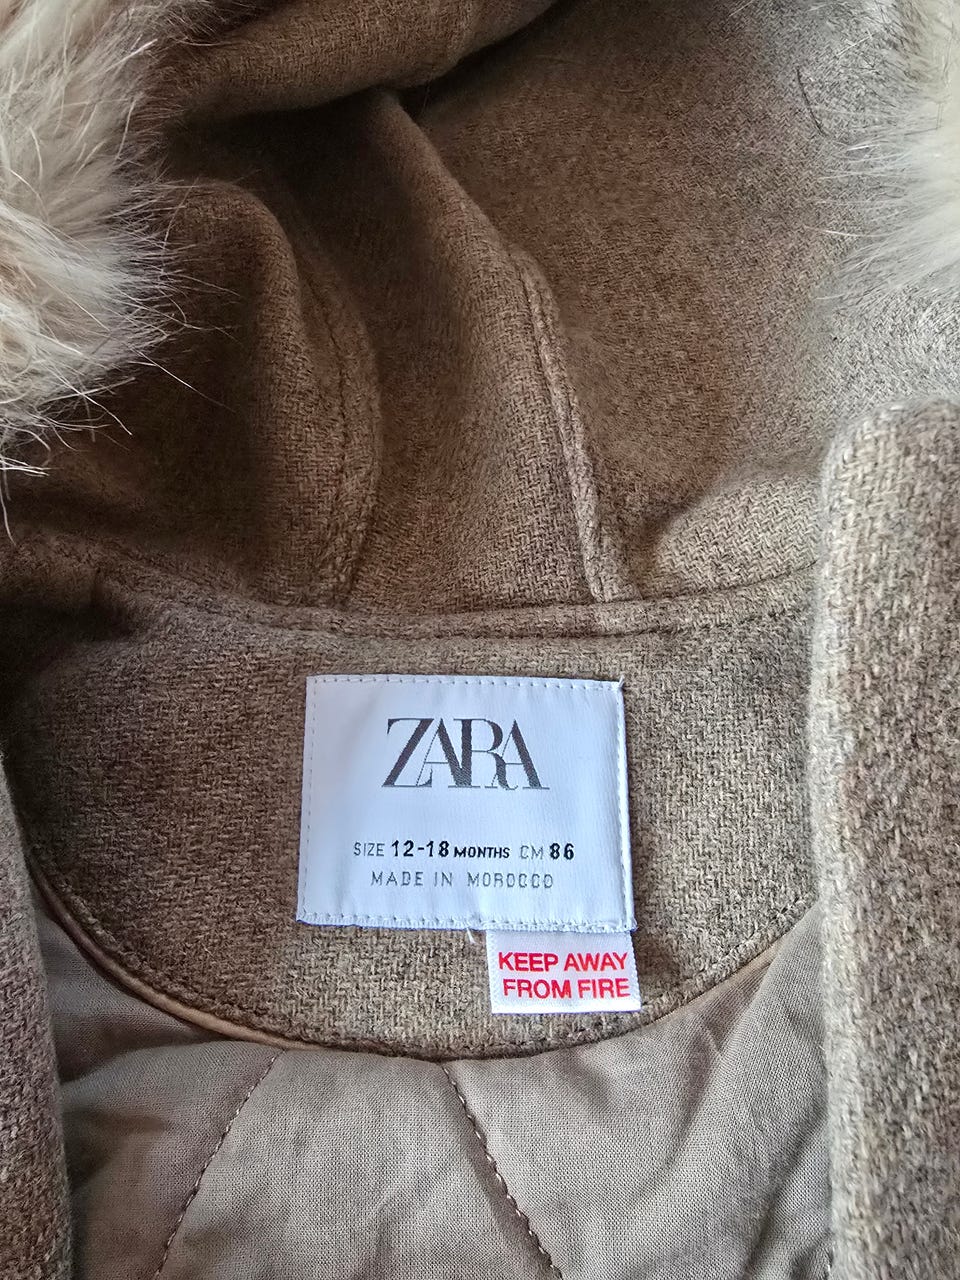 ZARA
SIZE 12-18 MONTHS CM 86
MADE IN MOROCCO
KEEP AWAY
FROM FIRE